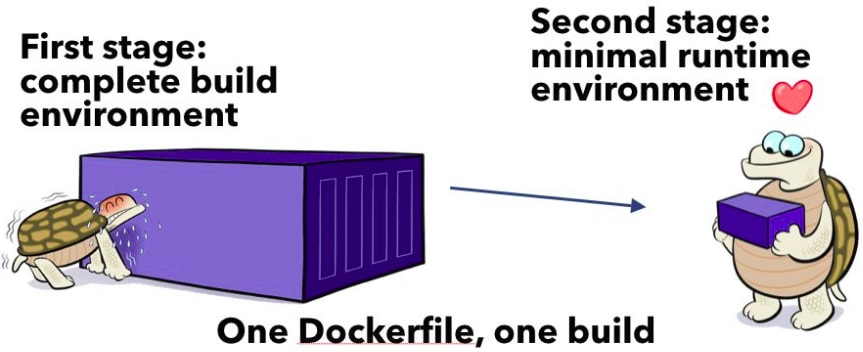 First stage:
complete build
environment
Second stage:
minimal runtime
environment
One Dockerfile, one build